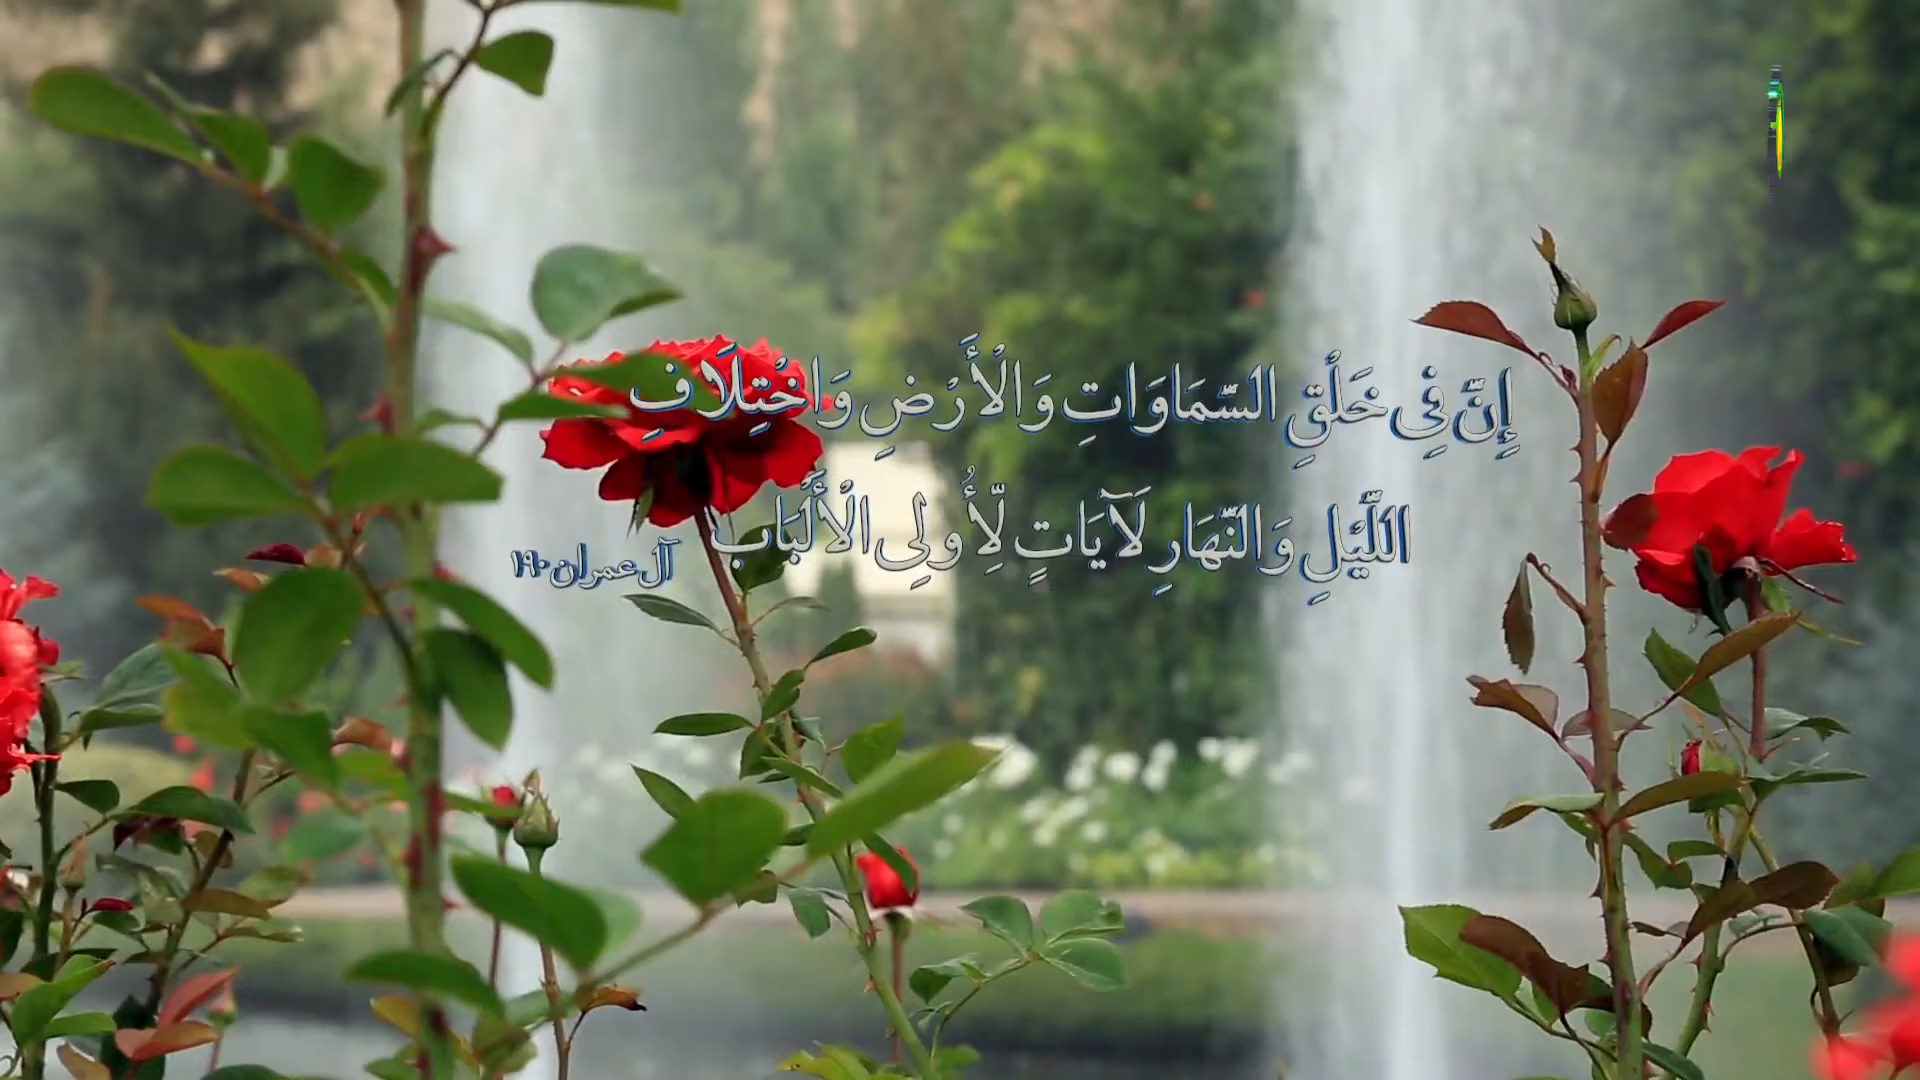 إِنَّ فِي خَلْقِ السَّمَاوَاتِ وَالْأَرْضِ وَاخْتِلَافِ
اللَّيْلِ وَالنَّهَارِ لَآيَاتٍ لِّأُولِي الْأَلْبَابِ
آل عمران ١٩٠